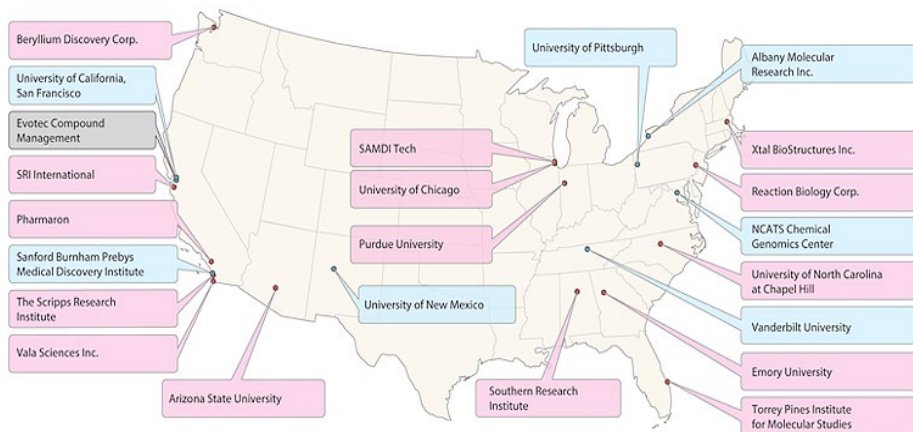 Beryllium Discovery Corp.
University of California,
San Francisco
Evotec Compound
Management
SRI International
Pharmaron
Sanford Burnham Prebys
Medical Discovery Institute
The Scripps Research
Institute
Vala Sciences Inc.
Arizona State University
University of New Mexico
SAMDI Tech
University of Chicago
Purdue University
Southern Research
Institute
University of Pittsburgh
Albany Molecular
Research Inc.
Xtal BioStructures Inc.
Reaction Biology Corp.
NCATS Chemical
Genomics Center
University of North Carolina
at Chapel Hill
Vanderbilt University
Emory University
Torrey Pines Institute
for Molecular Studies